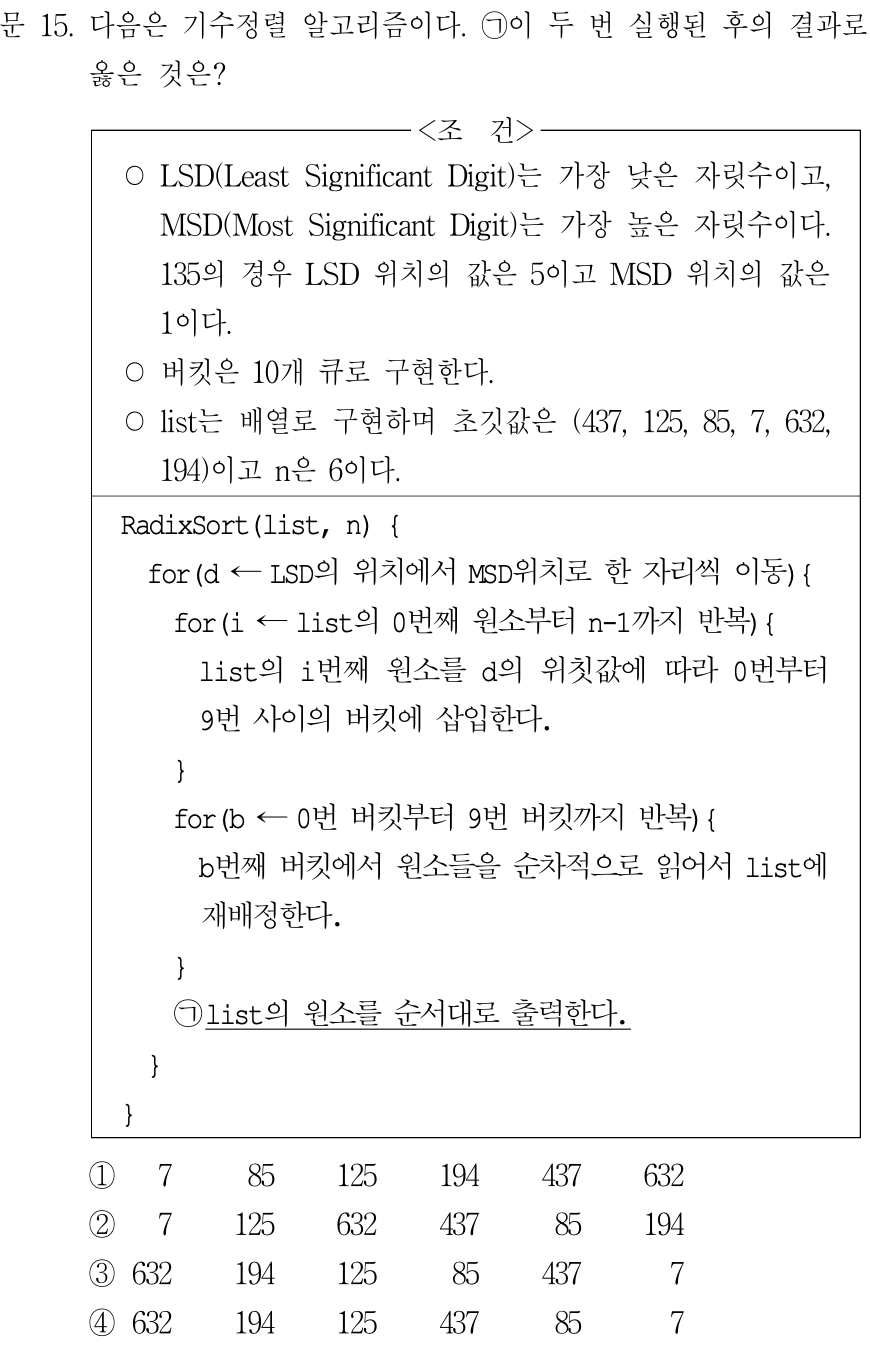 문 15. 다음은 기수정렬 알고리즘이다. ㉠이 두 번 실행된 후의 결과로
옳은 것은?
<조 건>
○ LSD(Least Significant Digit)는 가장 낮은 자릿수이고,
MSD(Most Significant Digit)는 가장 높은 자릿수이다.
135의 경우 LSD 위치의 값은 5이고 MSD 위치의 값은
1이다.
○ 버킷은 10개 큐로 구현한다.
○ list는 배열로 구현하며 초깃값은 (437, 125, 85, 7, 632,
194)이고 n은 6이다.
RadixSort(list, n) {
for(d ← LSD의 위치에서 MSD위치로 한 자리씩 이동){
for(i ← list의 0번째 원소부터 n-1까지 반복){
list의 i번째 원소를 d의 위칫값에 따라 0번부터
9번 사이의 버킷에 삽입한다.
}
for(b ← 0번 버킷부터 9번 버킷까지 반복){
b번째 버킷에서 원소들을 순차적으로 읽어서 list에
재배정한다.
}
㉠list의 원소를 순서대로 출력한다.
}
}
① 7 85 125 194 437 632
② 7 125 632 437 85 194
③ 632 194 125 85 437 7
④ 632 194 125 437 85 7